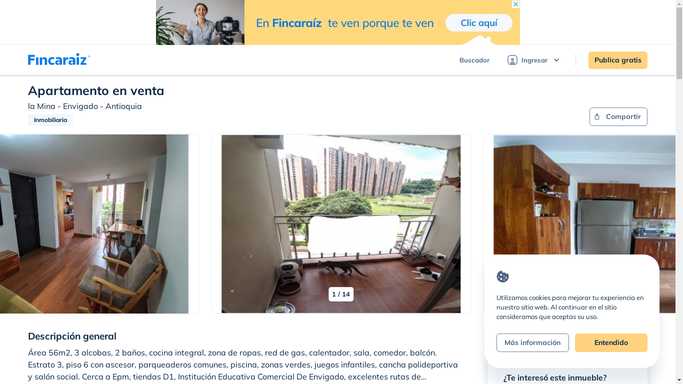 En Fincaraíz te ven porque te ven
Clic aquí
Fincaraíz
Buscador
Ingresar
Publica gratis
Apartamento en venta
la Mina - Envigado - Antioquia
Inmobiliaria
Compartir
1 / 14
Utilizamos cookies para mejorar tu experiencia en
nuestro sitio web. Al continuar en el sitio
consideramos que aceptas su uso.
Más información
Entendido
Descripción general
Área 56m2, 3 alcobas, 2 baños, cocina integral, zona de ropas, red de gas, calentador, sala, comedor, balcón.
Estrato 3, piso 6 con ascesor, parqueaderos comunes, piscina, zonas verdes, juegos infantiles, cancha polideportiva
y salón social. Cerca a Epm, tiendas D1, Institución Educativa Comercial De Envigado, excelentes rutas de...
¿Te interesó este inmueble?